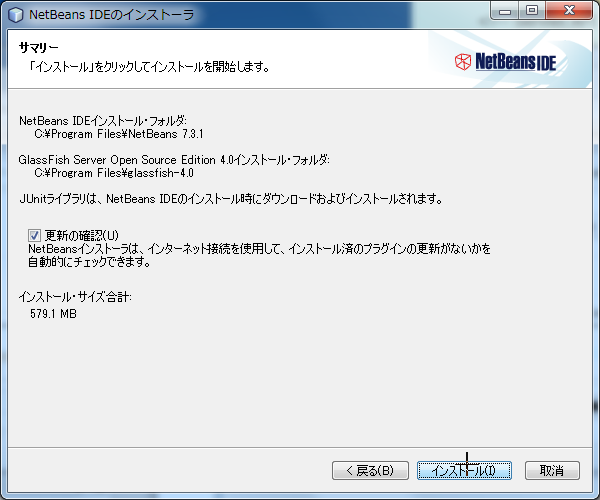 NetBeans IDEのインストーラ
サマリー
「インストール」をクリックしてインストールを開始します。
NetBeans IDE
NetBeans IDEインストール・フォルダ:
C:¥Program Files¥NetBeans 7.3.1
GlassFish Server Open Source Edition 4.0インストール・フォルダ:
C:¥Program Files¥glassfish-4.0
JUnitライブラリは、NetBeans IDEのインストール時にダウンロードおよびインストールされます。
更新の確認(U)
NetBeansインストーラは、インターネット接続を使用して、インストール済のプラグインの更新がないかを
自動的にチェックできます。
インストール・サイズ合計:
579.1 MB
< 戻る(B)
インストール(I)
取消